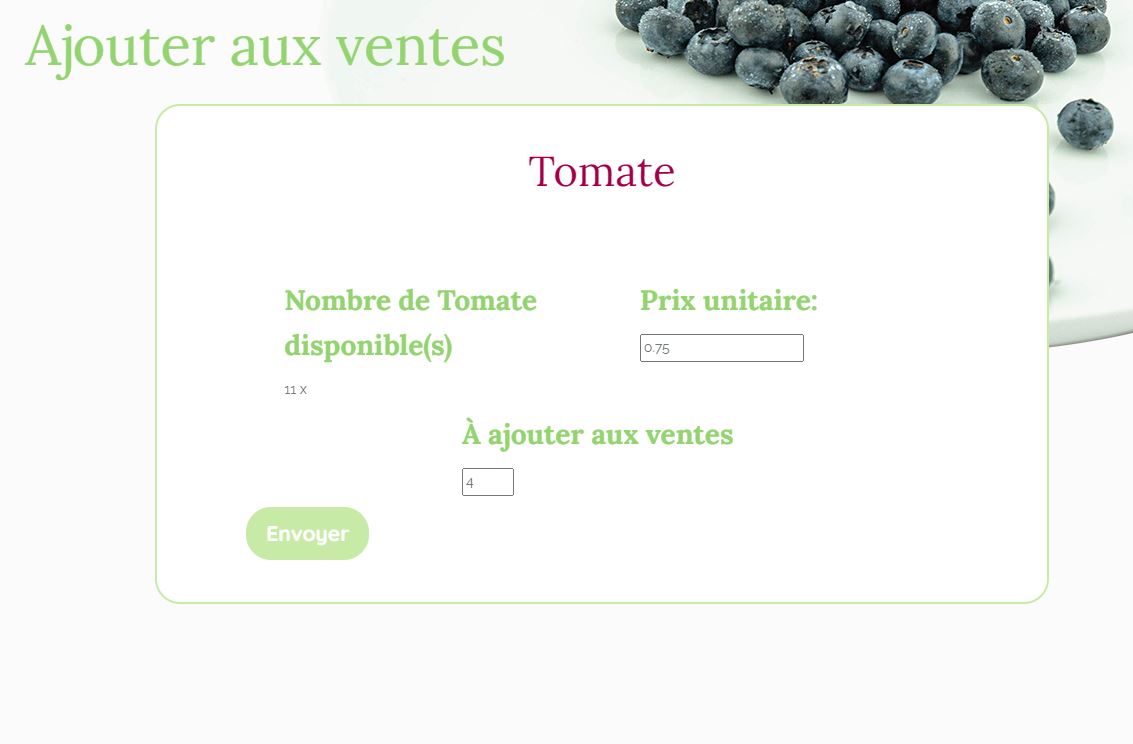 Ajouter aux ventes
Tomate
Nombre de Tomate
disponible(s)
11 x
Prix unitaire:
0.75
À ajouter aux ventes
4
Envoyer